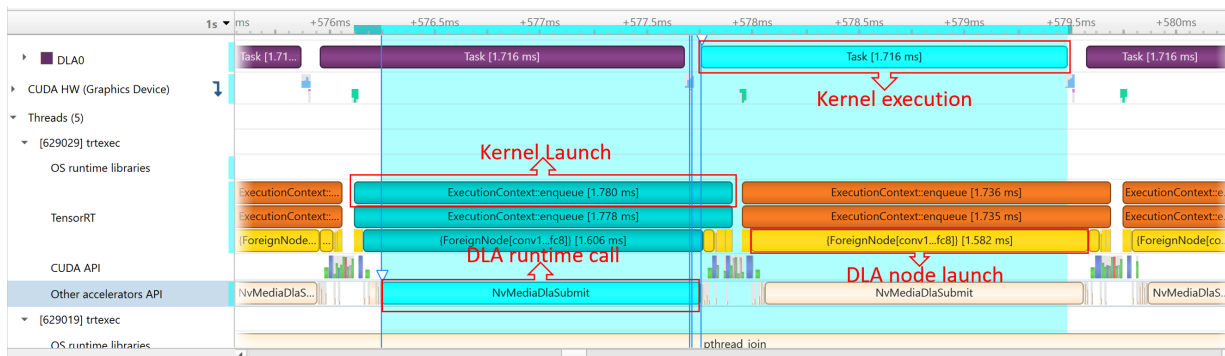 1s ms +576ms +576.5ms +577ms +577.5ms +578ms +578.5ms +579ms +579.5ms +580ms
DLA0 Task [1.71... Task [1.716 ms] Task [1.716 ms] Task [1.716 ms]
CUDA HW (Graphics Device)
Kernel execution
Threads (5)
[629029] trtexec
Kernel Launch
OS runtime libraries
ExecutionContext::... ExecutionContext::enqueue [1.780 ms] ExecutionContext::enqueue [1.736 ms] ExecutionContext::e...
TensorRT
ExecutionContext::... ExecutionContext::enqueue [1.778 ms] ExecutionContext::enqueue [1.735 ms] ExecutionContext::e...
{ForeignNode... ... {ForeignNode[conv1...fc8]} [1.606 ms] {ForeignNode[conv1...fc8]} [1.582 ms] {ForeignNode[co...
DLA runtime call
CUDA API
DLA node launch
Other accelerators API NvMediaDlaS... NvMediaDlaSubmit NvMediaDlaSubmit NvMediaDlaS...
[629019] trtexec
OS runtime libraries pthread_join